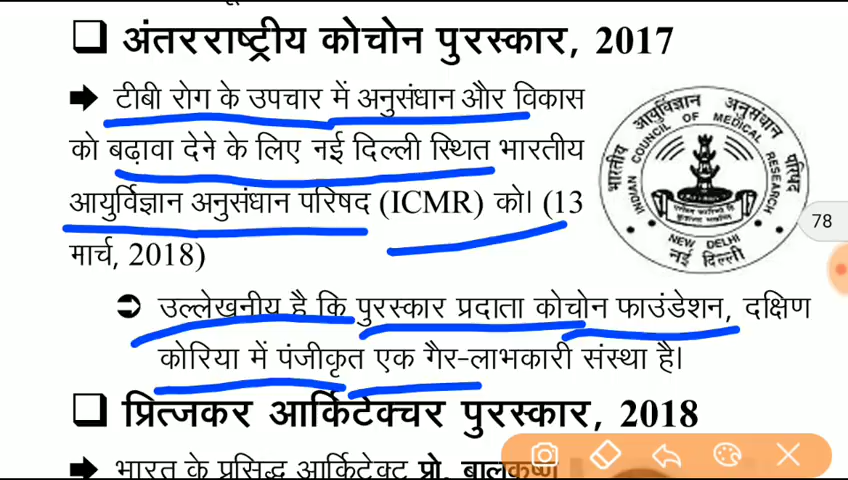 ❑ अंतरराष्ट्रीय कोचोन पुरस्कार, 2017
➡ टीबी रोग के उपचार में अनुसंधान और विकास
को बढ़ावा देने के लिए नई दिल्ली स्थित भारतीय
आयुर्विज्ञान अनुसंधान परिषद (ICMR) को। (13
मार्च, 2018)
भारतीय आयुर्विज्ञान अनुसंधान परिषद
INDIAN COUNCIL OF MEDICAL RESEARCH
NEW DELHI
नई दिल्ली
78
➲ उल्लेखनीय है कि पुरस्कार प्रदाता कोचोन फाउंडेशन, दक्षिण
कोरिया में पंजीकृत एक गैर-लाभकारी संस्था है।
❑ प्रित्जकर आर्किटेक्चर पुरस्कार, 2018
➡ भारत के प्रसिद्ध आर्किटेक्ट प्रो. बालकृष्ण